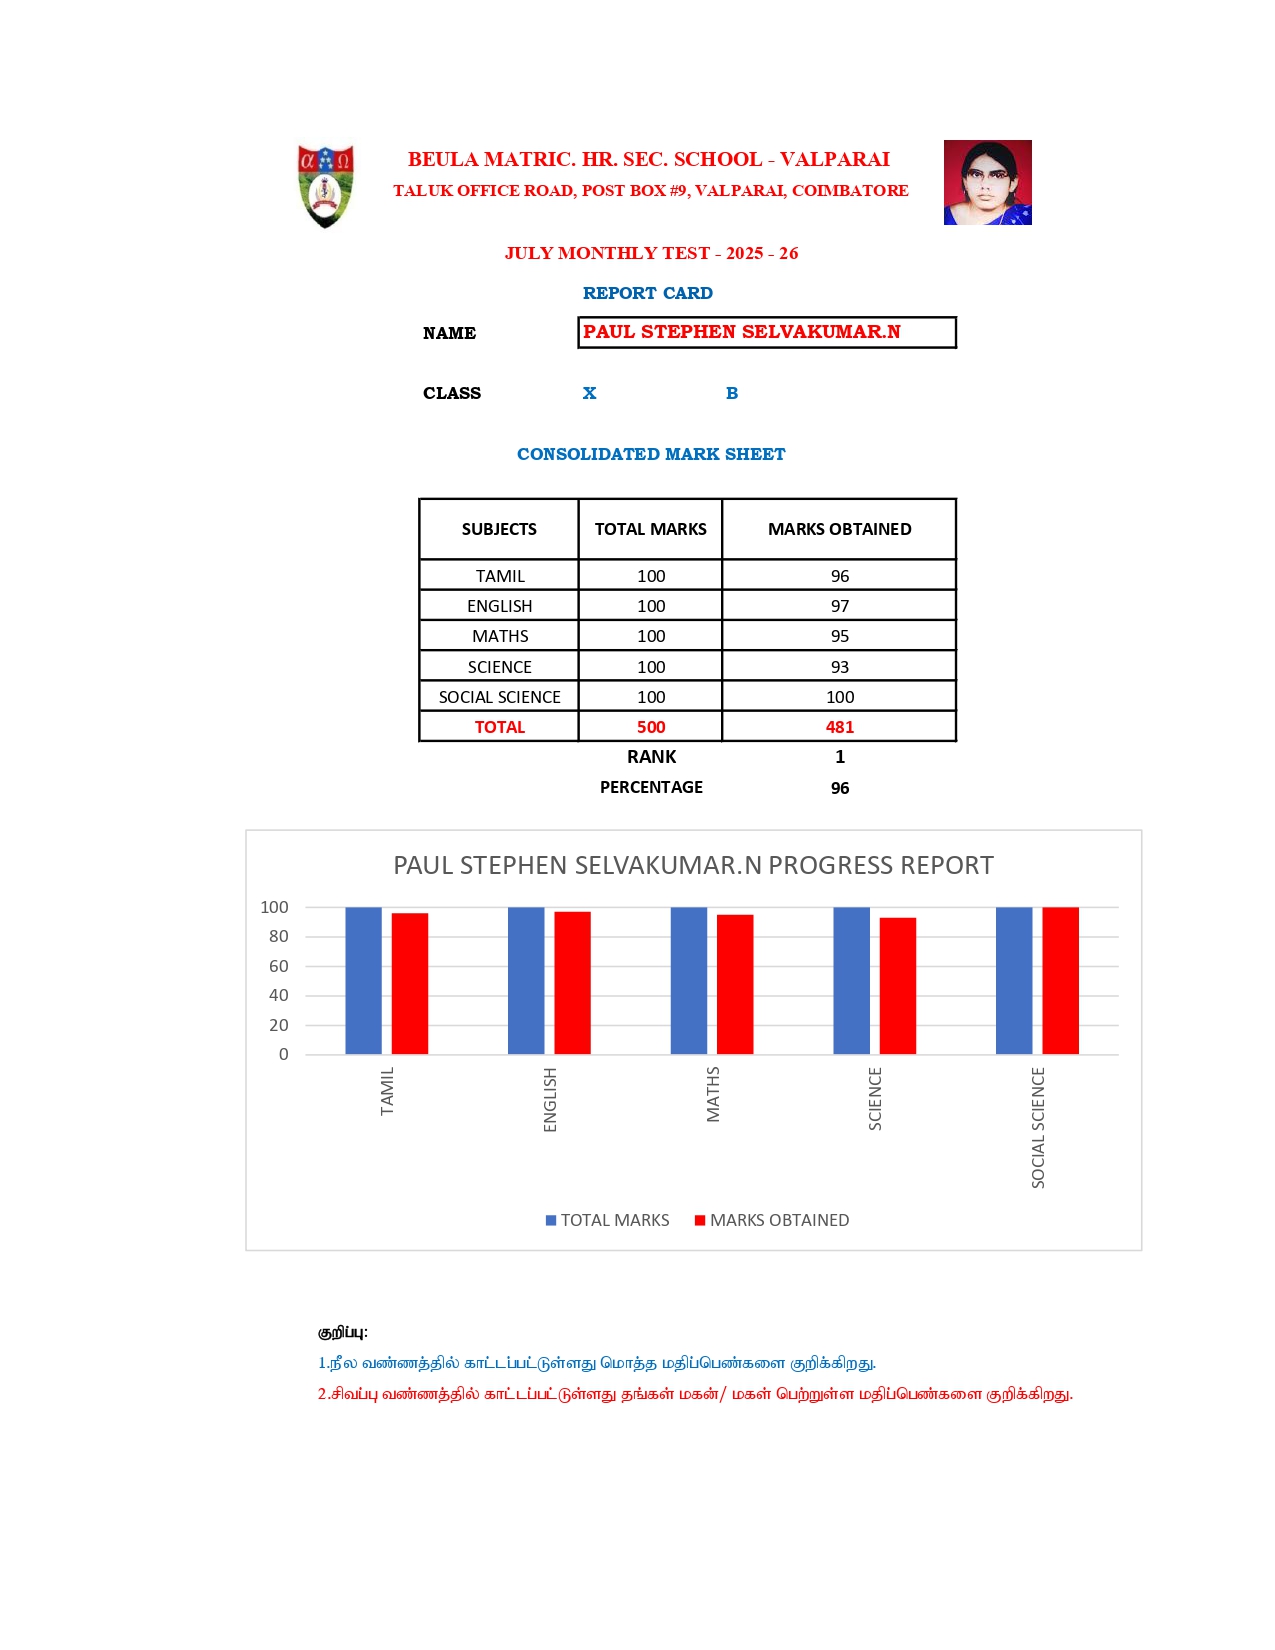 α Ω
BEULA MATRIC. HR. SEC. SCHOOL - VALPARAI
TALUK OFFICE ROAD, POST BOX #9, VALPARAI, COIMBATORE
JULY MONTHLY TEST - 2025 - 26
REPORT CARD
NAME PAUL STEPHEN SELVAKUMAR.N
CLASS X B
CONSOLIDATED MARK SHEET
SUBJECTS TOTAL MARKS MARKS OBTAINED
TAMIL 100 96
ENGLISH 100 97
MATHS 100 95
SCIENCE 100 93
SOCIAL SCIENCE 100 100
TOTAL 500 481
RANK 1
PERCENTAGE 96
PAUL STEPHEN SELVAKUMAR.N PROGRESS REPORT
100
80
60
40
20
0
TAMIL
ENGLISH
MATHS
SCIENCE
SOCIAL SCIENCE
TOTAL MARKS MARKS OBTAINED
குறிப்பு:
1.நீல வண்ணத்தில் காட்டப்பட்டுள்ளது மொத்த மதிப்பெண்களை குறிக்கிறது.
2.சிவப்பு வண்ணத்தில் காட்டப்பட்டுள்ளது தங்கள் மகன்/ மகள் பெற்றுள்ள மதிப்பெண்களை குறிக்கிறது.